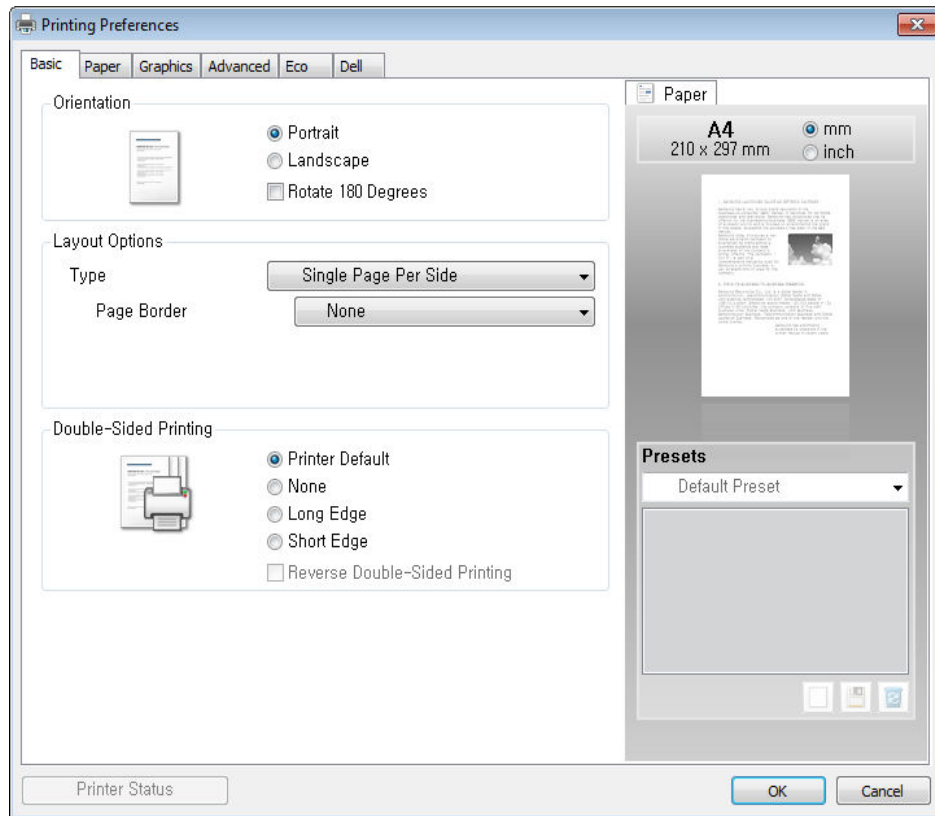 Printing Preferences
Basic Paper Graphics Advanced Eco Dell
Orientation
Portrait
Landscape
Rotate 180 Degrees
Layout Options
Type Single Page Per Side
Page Border None
Double-Sided Printing
Printer Default
None
Long Edge
Short Edge
Reverse Double-Sided Printing
Paper
A4
210 x 297 mm
mm
inch
Presets
Default Preset
Printer Status
OK
Cancel